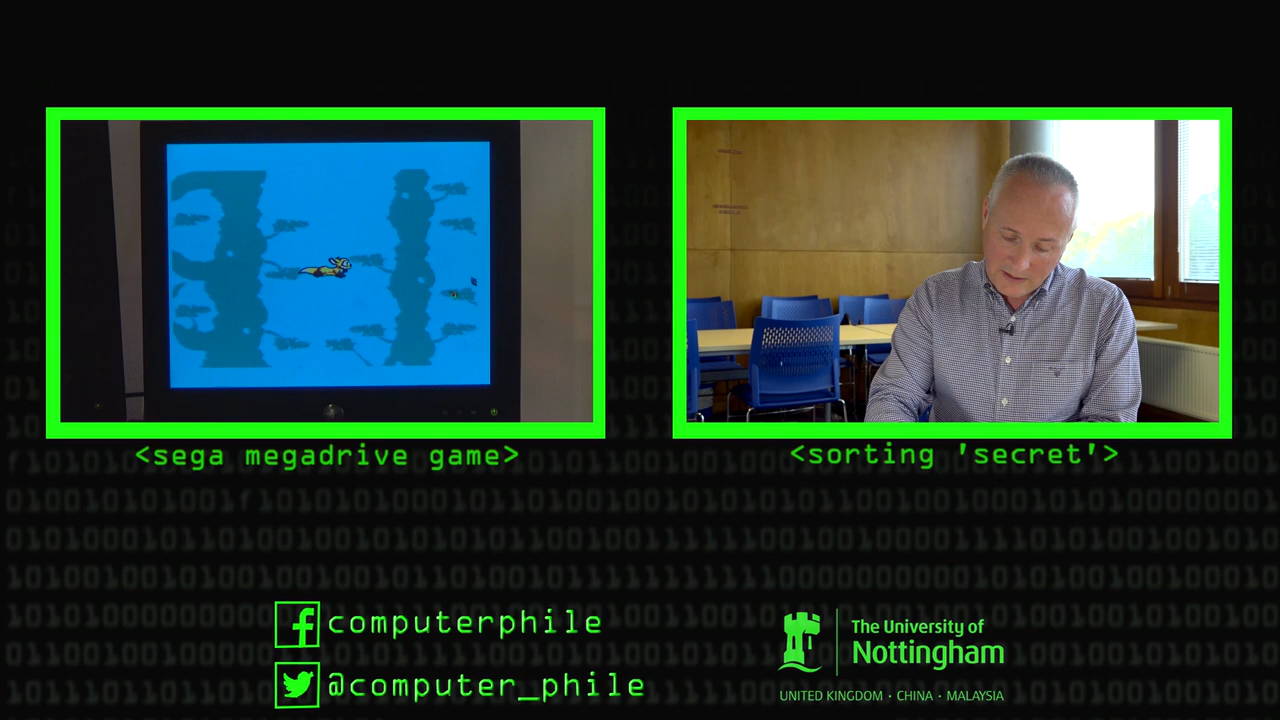 <sega megadrive game>
<sorting 'secret'>
computerphile
@computer_phile
The University of
Nottingham
UNITED KINGDOM · CHINA · MALAYSIA